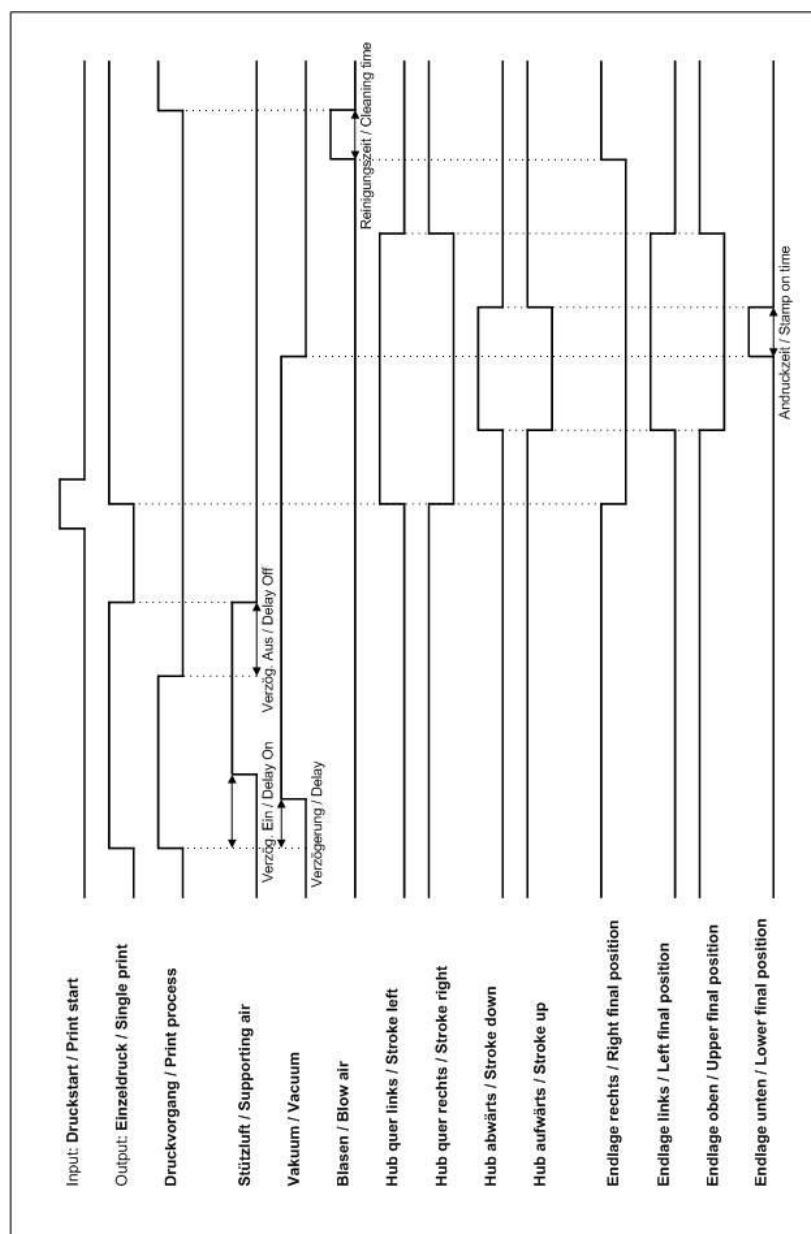 Input: Druckstart / Print start
Output: Einzeldruck / Single print
Druckvorgang / Print process
Stützluft / Supporting air
Verzög. Ein / Delay On
Verzög. Aus / Delay Off
Vakuum / Vacuum
Verzögerung / Delay
Blasen / Blow air
Reinigungszeit / Cleaning time
Hub quer links / Stroke left
Hub quer rechts / Stroke right
Hub abwärts / Stroke down
Hub aufwärts / Stroke up
Endlage rechts / Right final position
Endlage links / Left final position
Endlage oben / Upper final position
Endlage unten / Lower final position
Andruckzeit / Stamp on time